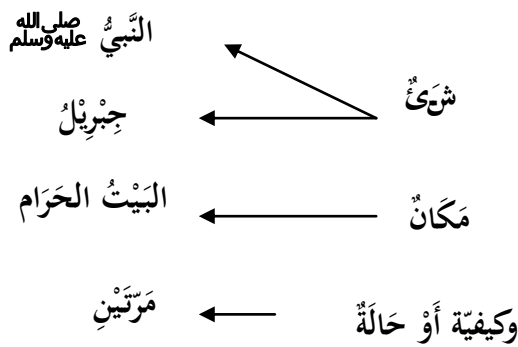 النَّبيُّ ﷺ
شَئٌ
جِبْرِيْلُ
مَكَانٌ
البَيْتُ الحَرَام
وكيفيّة أَوْ حَالَةٌ
مَرّتَيْنِ